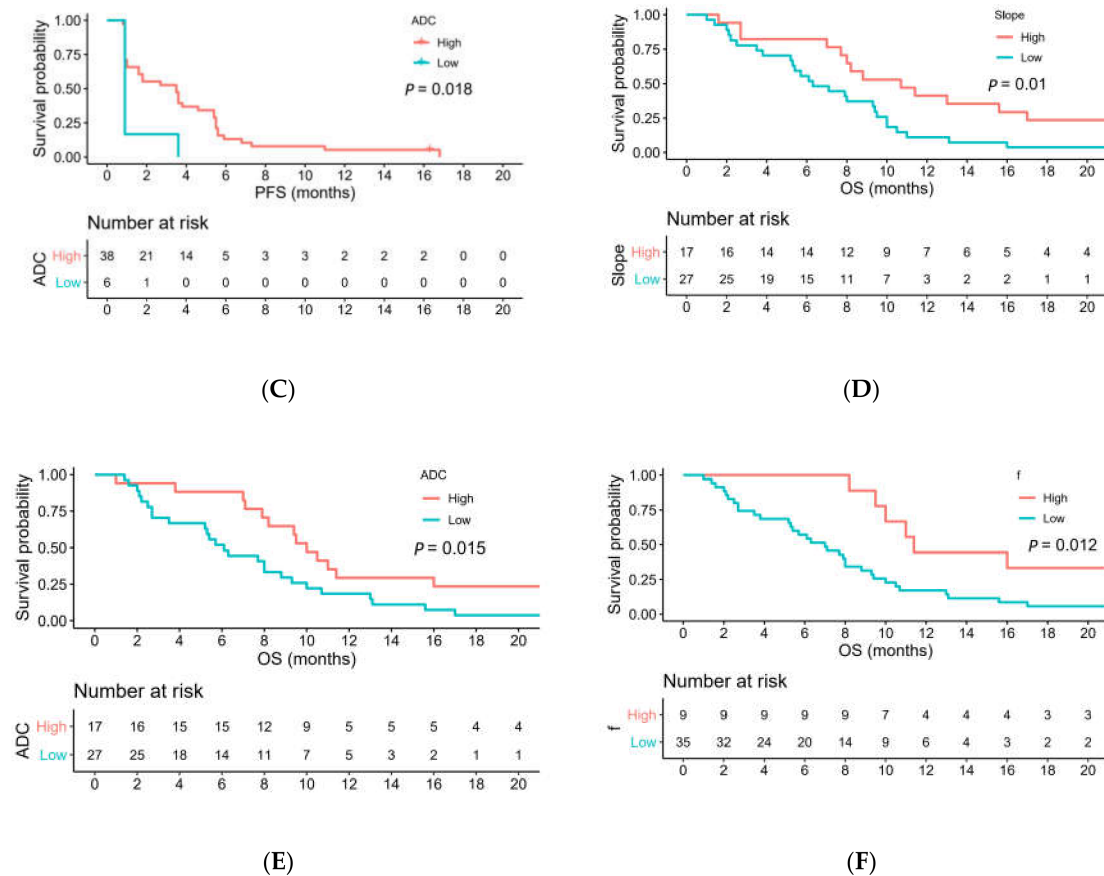 1.00
0.75
0.50
0.25
0.00
Survival probability
ADC
High
Low
P = 0.018
0 2 4 6 8 10 12 14 16 18 20
PFS (months)
Number at risk
ADC
High 38 21 14 5 3 3 2 2 2 0 0
Low 6 1 0 0 0 0 0 0 0 0 0
0 2 4 6 8 10 12 14 16 18 20
(C)
1.00
0.75
0.50
0.25
0.00
Survival probability
Slope
High
Low
P = 0.01
0 2 4 6 8 10 12 14 16 18 20
OS (months)
Number at risk
Slope
High 17 16 14 14 12 9 7 6 5 4 4
Low 27 25 19 15 11 7 3 2 2 1 1
0 2 4 6 8 10 12 14 16 18 20
(D)
1.00
0.75
0.50
0.25
0.00
Survival probability
ADC
High
Low
P = 0.015
0 2 4 6 8 10 12 14 16 18 20
OS (months)
Number at risk
ADC
High 17 16 15 15 12 9 5 5 5 4 4
Low 27 25 18 14 11 7 5 3 2 1 1
0 2 4 6 8 10 12 14 16 18 20
(E)
1.00
0.75
0.50
0.25
0.00
Survival probability
f
High
Low
P = 0.012
0 2 4 6 8 10 12 14 16 18 20
OS (months)
Number at risk
f
High 9 9 9 9 9 7 4 4 4 3 3
Low 35 32 24 20 14 9 6 4 3 2 2
0 2 4 6 8 10 12 14 16 18 20
(F)